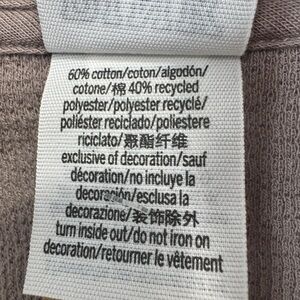 60% cotton/coton/algodón/
cotone/棉 40% recycled
polyester/polyester recyclé/
poliéster reciclado/poliestere
riciclato/聚酯纤维
exclusive of decoration/sauf
décoration/no incluye la
decoración/esclusa la
decorazione/装饰除外
turn inside out/do not iron on
decoration/retourner le vêtement